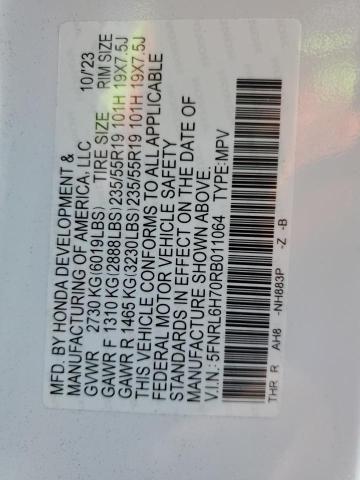 MFD. BY HONDA DEVELOPMENT &
MANUFACTURING OF AMERICA, LLC 10/23
GVWR 2730 KG(6019LBS) TIRE SIZE RIM SIZE
GAWR F 1310 KG(2888LBS)235/55R19 101H 19X7.5J
GAWR R 1465 KG(3230LBS)235/55R19 101H 19X7.5J
THIS VEHICLE CONFORMS TO ALL APPLICABLE
FEDERAL MOTOR VEHICLE SAFETY
STANDARDS IN EFFECT ON THE DATE OF
MANUFACTURE SHOWN ABOVE.
V.I.N.:5FNRL6H70RB011064 TYPE:MPV
THR R AH8 -NH883P -Z -B